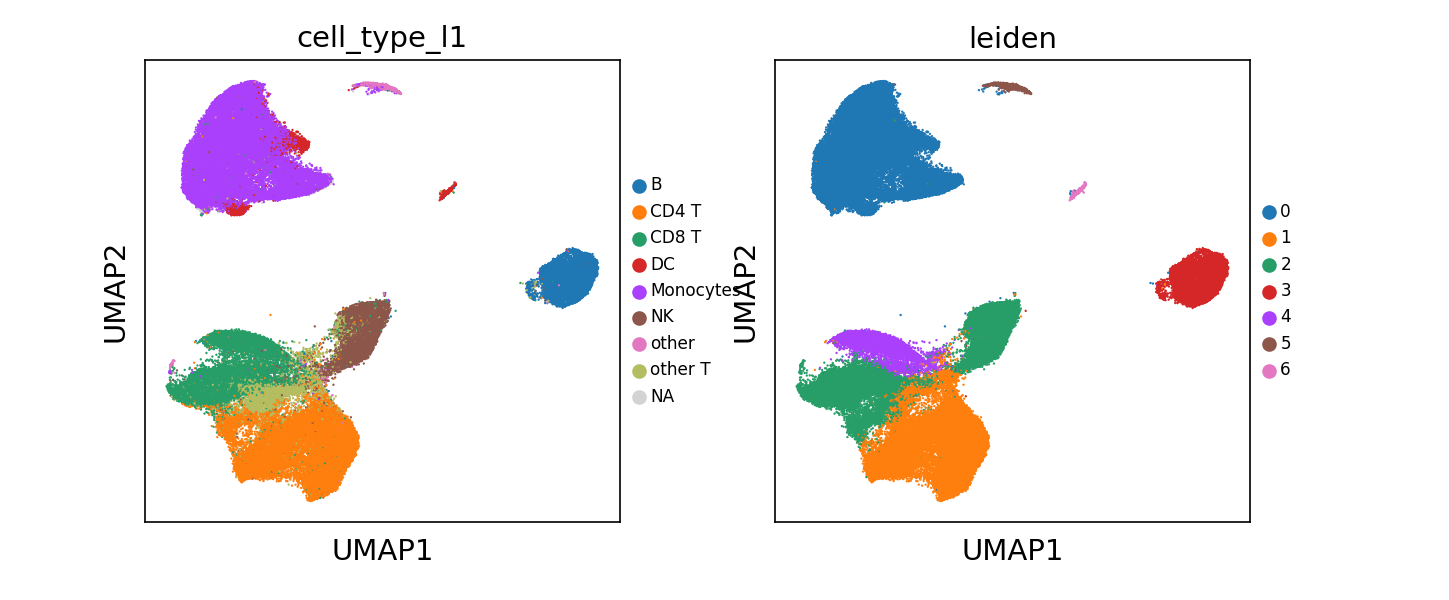 cell_type_l1
UMAP2
UMAP1
B
CD4 T
CD8 T
DC
Monocytes
NK
other
other T
NA
leiden
UMAP2
UMAP1
0
1
2
3
4
5
6